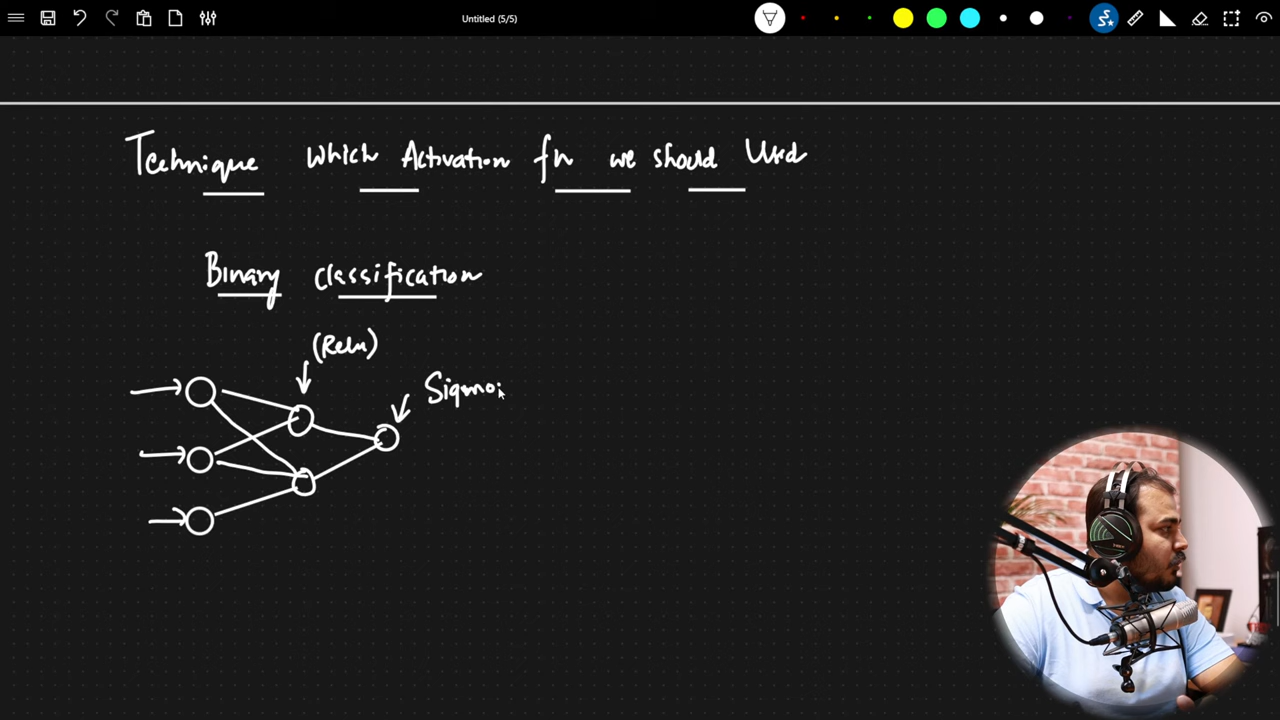 Untitled (5/5)
Technique Which Activation fn we should Used
Binary Classification
(Relu)
Sigmoi